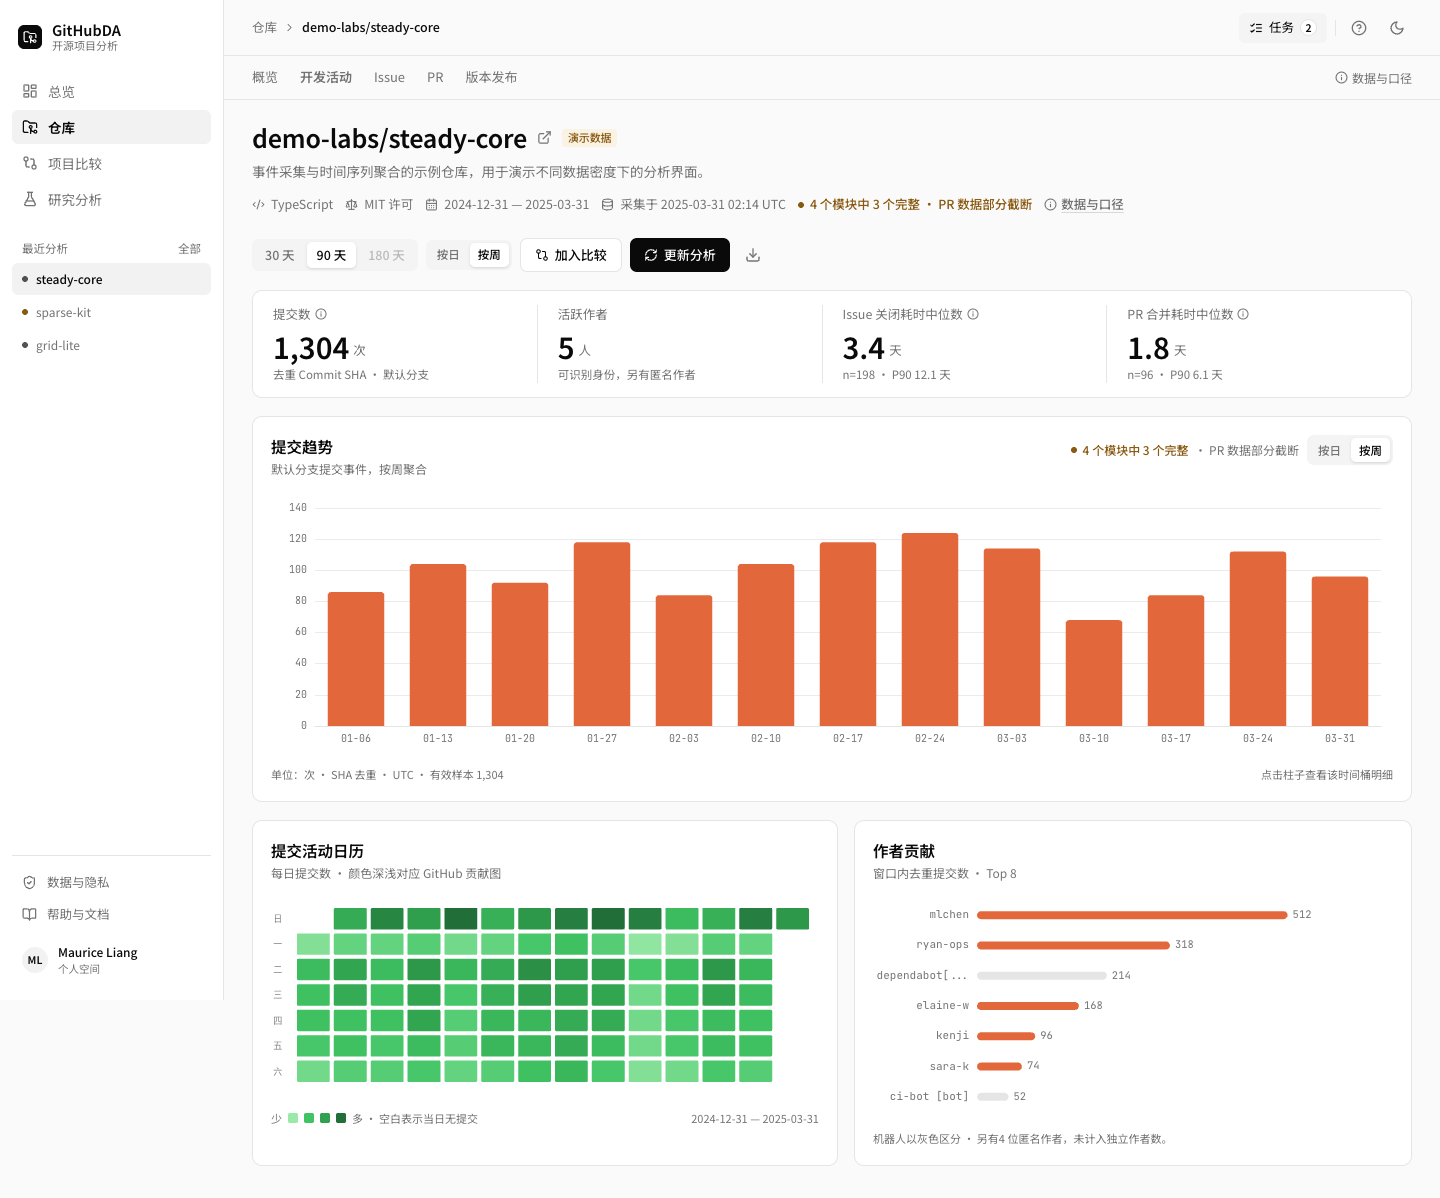 GitHubDA
开源项目分析
总览
仓库
项目比较
研究分析
最近分析 全部
steady-core
sparse-kit
grid-lite
数据与隐私
帮助与文档
ML Maurice Liang
个人空间
仓库 > demo-labs/steady-core
任务 2
概览 开发活动 Issue PR 版本发布
数据与口径
demo-labs/steady-core 演示数据
事件采集与时间序列聚合的示例仓库，用于演示不同数据密度下的分析界面。
TypeScript MIT 许可 2024-12-31 — 2025-03-31 采集于 2025-03-31 02:14 UTC 4 个模块中 3 个完整 · PR 数据部分截断 数据与口径
30 天 90 天 180 天 按日 按周 加入比较 更新分析
提交数
1,304 次
去重 Commit SHA · 默认分支
活跃作者
5 人
可识别身份，另有匿名作者
Issue 关闭耗时中位数
3.4 天
n=198 · P90 12.1 天
PR 合并耗时中位数
1.8 天
n=96 · P90 6.1 天
提交趋势
默认分支提交事件，按周聚合
4 个模块中 3 个完整 · PR 数据部分截断 按日 按周
140
120
100
80
60
40
20
0
01-06 01-13 01-20 01-27 02-03 02-10 02-17 02-24 03-03 03-10 03-17 03-24 03-31
单位：次 · SHA 去重 · UTC · 有效样本 1,304
点击柱子查看该时间桶明细
提交活动日历
每日提交数 · 颜色深浅对应 GitHub 贡献图
日
一
二
三
四
五
六
少 多 · 空白表示当日无提交
2024-12-31 — 2025-03-31
作者贡献
窗口内去重提交数 · Top 8
mlchen 512
ryan-ops 318
dependabot[... 214
elaine-w 168
kenji 96
sara-k 74
ci-bot [bot] 52
机器人以灰色区分 · 另有4 位匿名作者，未计入独立作者数。